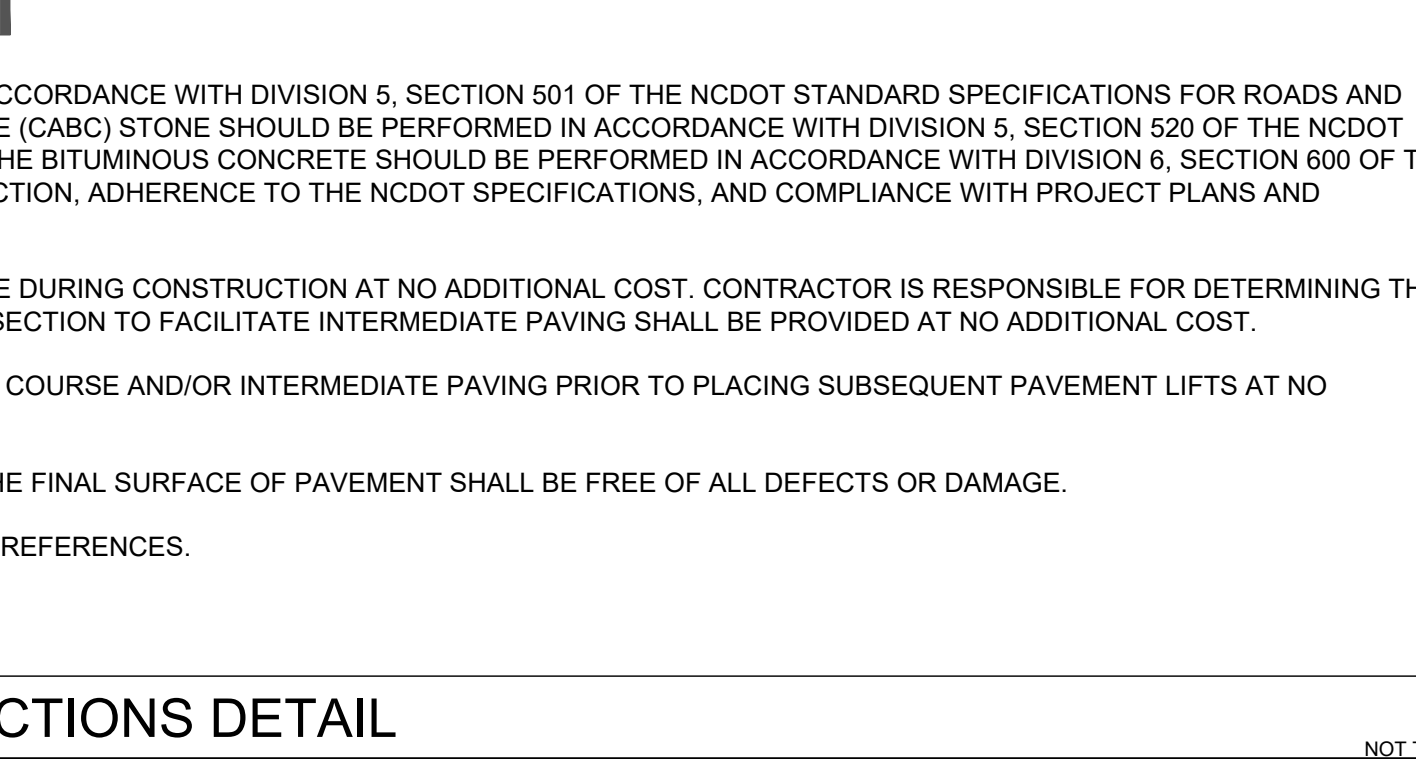 CCORDANCE WITH DIVISION 5, SECTION 501 OF THE NCDOT STANDARD SPECIFICATIONS FOR ROADS AND
E (CABC) STONE SHOULD BE PERFORMED IN ACCORDANCE WITH DIVISION 5, SECTION 520 OF THE NCDOT
HE BITUMINOUS CONCRETE SHOULD BE PERFORMED IN ACCORDANCE WITH DIVISION 6, SECTION 600 OF T
CTION, ADHERENCE TO THE NCDOT SPECIFICATIONS, AND COMPLIANCE WITH PROJECT PLANS AND
E DURING CONSTRUCTION AT NO ADDITIONAL COST. CONTRACTOR IS RESPONSIBLE FOR DETERMINING TH
SECTION TO FACILITATE INTERMEDIATE PAVING SHALL BE PROVIDED AT NO ADDITIONAL COST.
COURSE AND/OR INTERMEDIATE PAVING PRIOR TO PLACING SUBSEQUENT PAVEMENT LIFTS AT NO
HE FINAL SURFACE OF PAVEMENT SHALL BE FREE OF ALL DEFECTS OR DAMAGE.
REFERENCES.
CTIONS DETAIL
NOT T